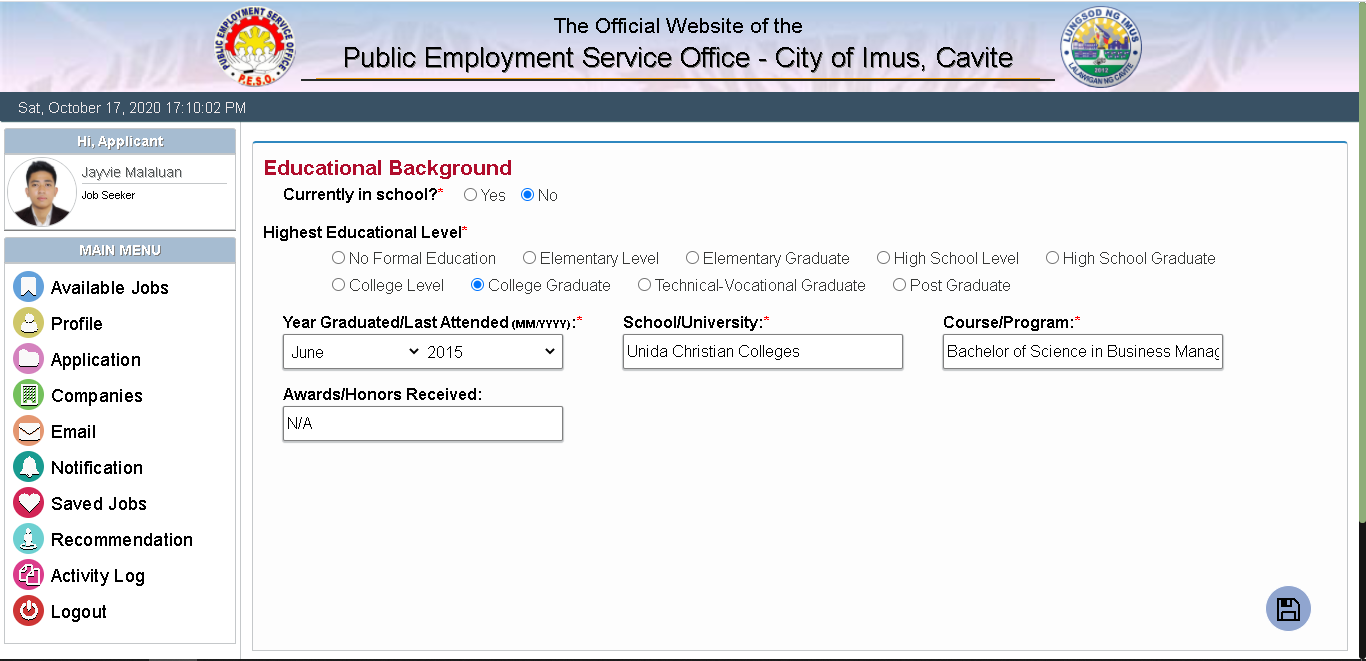 The Official Website of the
Public Employment Service Office - City of Imus, Cavite
PUBLIC EMPLOYMENT SERVICE OFFICE
P.E.S.O.
LUNGSOD NG IMUS
LALAWIGAN NG CAVITE
2012
Sat, October 17, 2020 17:10:02 PM
Hi, Applicant
Jayvie Malaluan
Job Seeker
MAIN MENU
Available Jobs
Profile
Application
Companies
Email
Notification
Saved Jobs
Recommendation
Activity Log
Logout
Educational Background
Currently in school?* Yes No
Highest Educational Level*
No Formal Education Elementary Level Elementary Graduate High School Level High School Graduate
College Level College Graduate Technical-Vocational Graduate Post Graduate
Year Graduated/Last Attended (MM/YYYY):* School/University:* Course/Program:*
June 2015 Unida Christian Colleges Bachelor of Science in Business Manag
Awards/Honors Received:
N/A